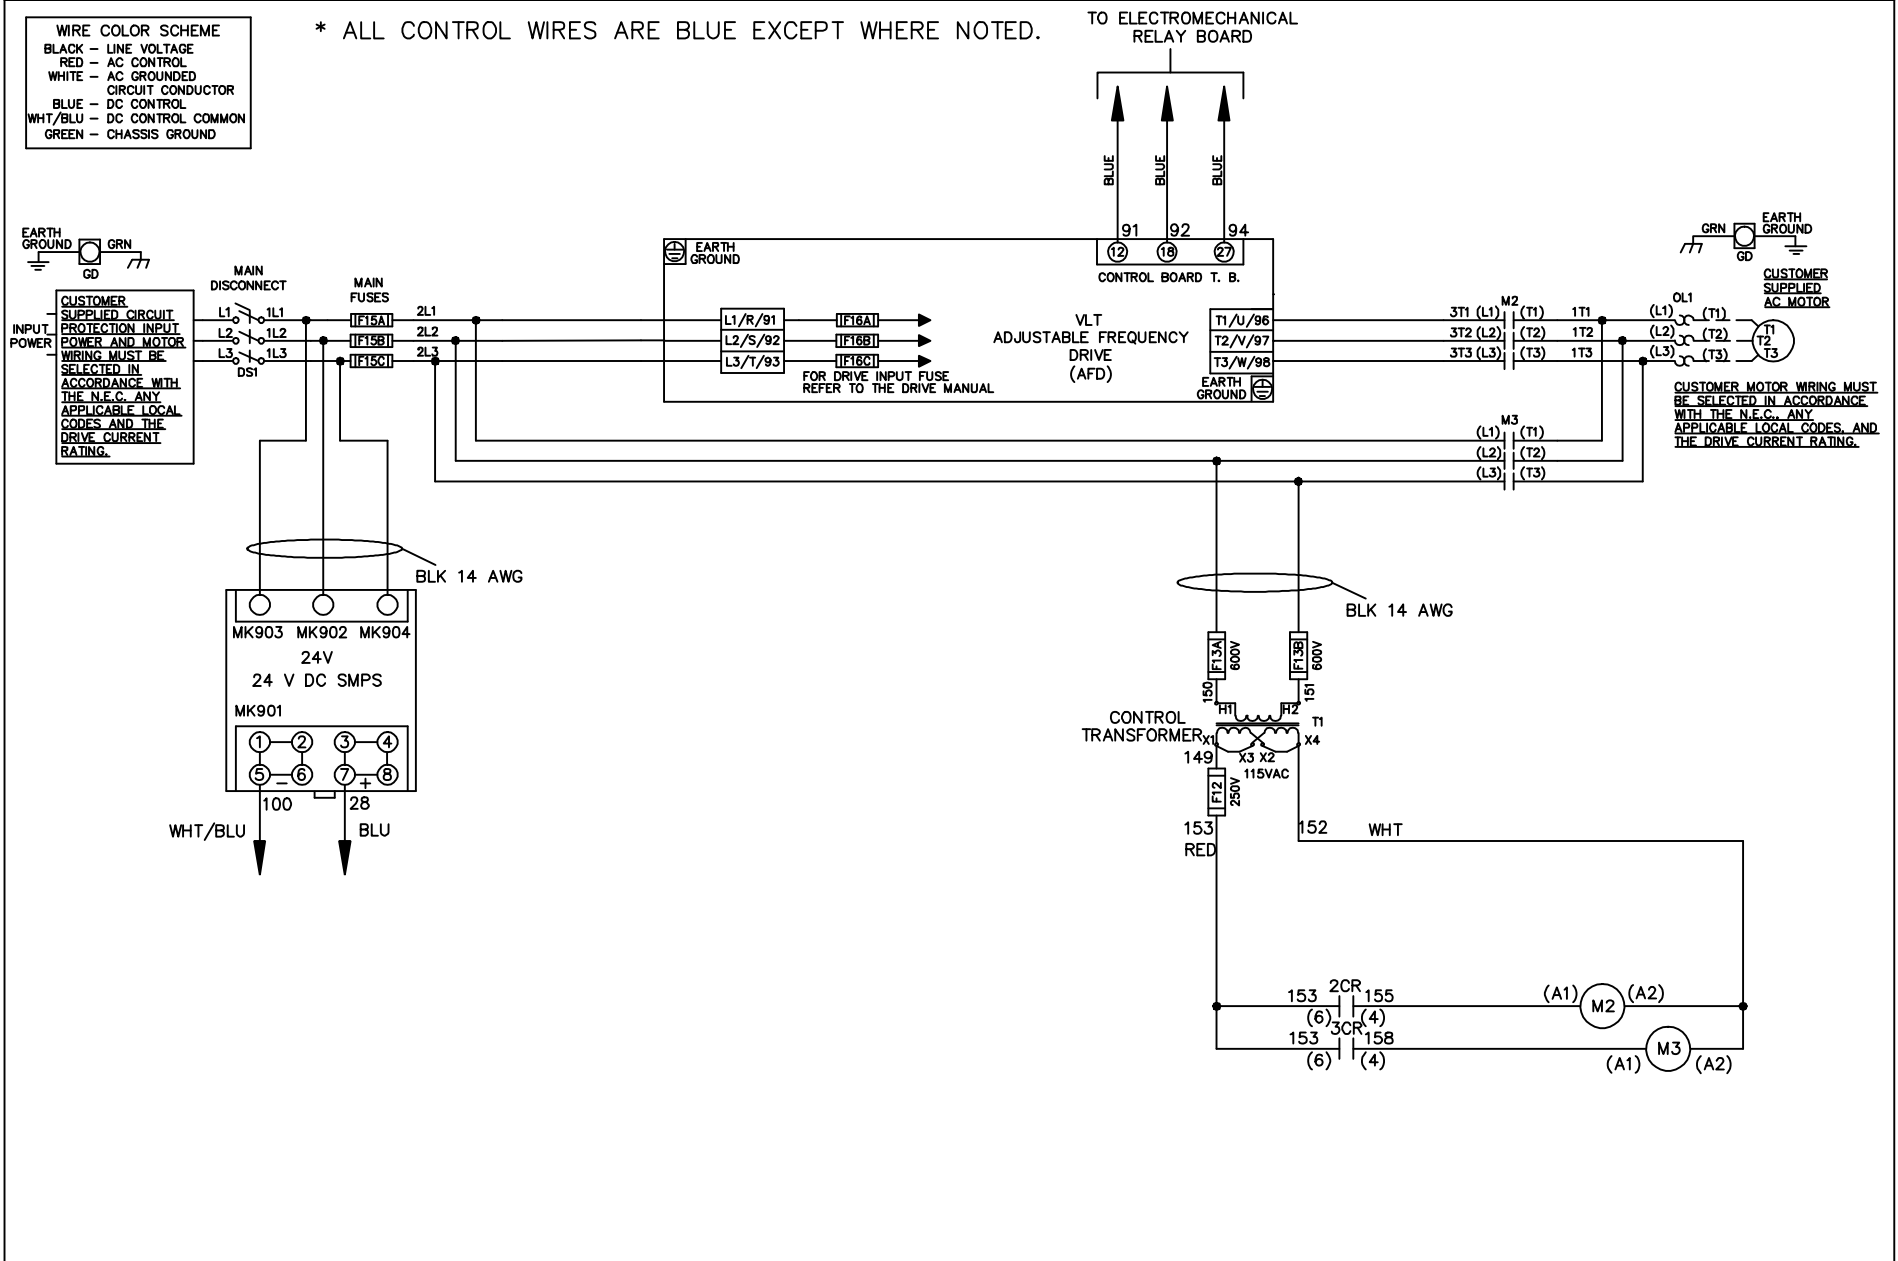 WIRE COLOR SCHEME
BLACK – LINE VOLTAGE
RED – AC CONTROL
WHITE – AC GROUNDED
CIRCUIT CONDUCTOR
BLUE – DC CONTROL
WHT/BLU – DC CONTROL COMMON
GREEN – CHASSIS GROUND
* ALL CONTROL WIRES ARE BLUE EXCEPT WHERE NOTED.
TO ELECTROMECHANICAL
RELAY BOARD
BLUE
BLUE
BLUE
91 92 94
12 18 27
CONTROL BOARD T. B.
EARTH
GROUND
GRN
GD
INPUT
POWER
CUSTOMER
SUPPLIED CIRCUIT
PROTECTION INPUT
POWER AND MOTOR
WIRING MUST BE
SELECTED IN
ACCORDANCE WITH
THE N.E.C. ANY
APPLICABLE LOCAL
CODES AND THE
DRIVE CURRENT
RATING.
MAIN
DISCONNECT
L1 1L1
L2 1L2
L3 1L3
DS1
MAIN
FUSES
F15A 2L1
F15B 2L2
F15C 2L3
EARTH
GROUND
L1/R/91 F16A
L2/S/92 F16B
L3/T/93 F16C
FOR DRIVE INPUT FUSE
REFER TO THE DRIVE MANUAL
VLT
ADJUSTABLE FREQUENCY
DRIVE
(AFD)
T1/U/96
T2/V/97
T3/W/98
EARTH
GROUND
M2
3T1 (L1) (T1) 1T1
3T2 (L2) (T2) 1T2
3T3 (L3) (T3) 1T3
M3
(L1) (T1)
(L2) (T2)
(L3) (T3)
OL1
(L1) (T1)
(L2) (T2)
(L3) (T3)
T1
T2
T3
GRN
GD
EARTH
GROUND
CUSTOMER
SUPPLIED
AC MOTOR
CUSTOMER MOTOR WIRING MUST
BE SELECTED IN ACCORDANCE
WITH THE N.E.C., ANY
APPLICABLE LOCAL CODES, AND
THE DRIVE CURRENT RATING.
BLK 14 AWG
MK903 MK902 MK904
24V
24 V DC SMPS
MK901
1 2 3 4
5 6 7 8
– +
100 28
WHT/BLU BLU
BLK 14 AWG
F13A 600V
F13B 600V
150 151
H1 H2
T1
CONTROL
TRANSFORMER
X1 X4
149 X3 X2
115VAC
F12 250V
153 152 WHT
RED
2CR
153 155 (A1) M2 (A2)
(6) (4)
3CR
153 158 M3
(6) (4) (A1) (A2)